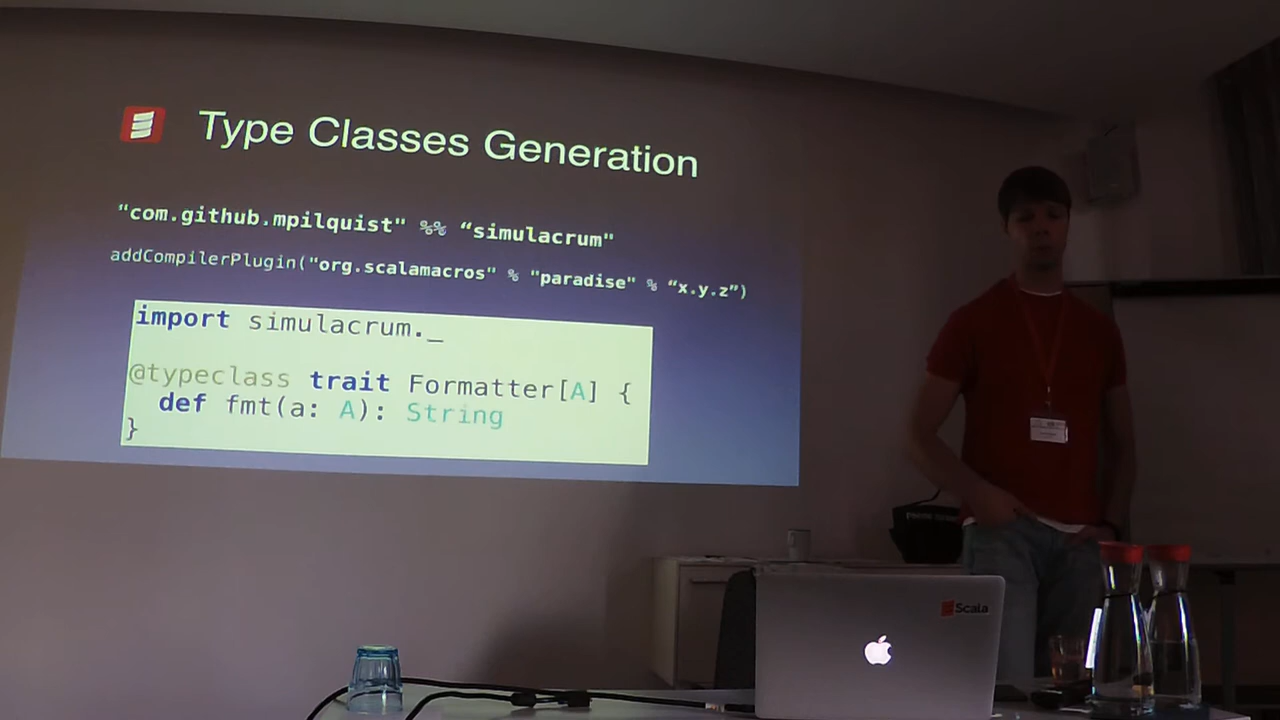 Type Classes Generation
"com.github.mpilquist" %% “simulacrum"
addCompilerPlugin("org.scalamacros" % "paradise" % “x.y.z”)
import simulacrum._
@typeclass trait Formatter[A] {
def fmt(a: A): String
}
Scala